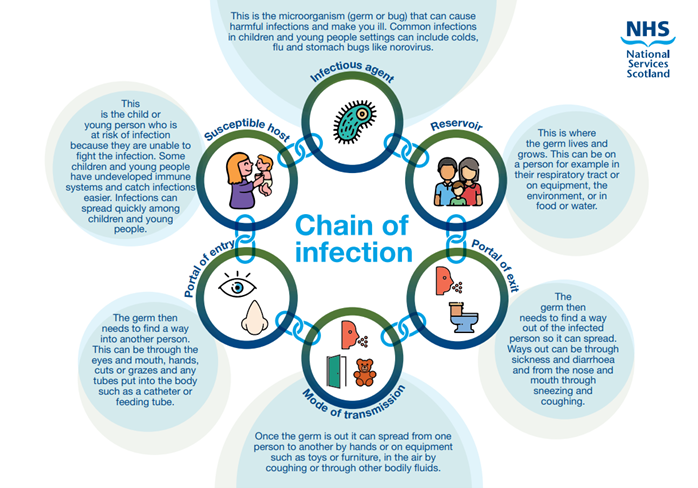 This is the microorganism (germ or bug) that can cause
harmful infections and make you ill. Common infections
in children and young people settings can include colds,
flu and stomach bugs like norovirus.
NHS
National
Services
Scotland
Infectious agent
This
is the child or
young person who is
at risk of infection
because they are unable to
fight the infection. Some
children and young people
have undeveloped immune
systems and catch infections
easier. Infections can
spread quickly among
children and young
people.
Susceptible host
Reservoir
This is where
the germ lives and
grows. This can be on
a person for example in
their respiratory tract or
on equipment, the
environment, or in
food or water.
Chain of
infection
Portal of entry
Portal of exit
The germ then
needs to find a way
into another person.
This can be through the
eyes and mouth, hands,
cuts or grazes and any
tubes put into the body
such as a catheter or
feeding tube.
The
germ then
needs to find a way
out of the infected
person so it can spread.
Ways out can be through
sickness and diarrhoea
and from the nose and
mouth through
sneezing and
coughing.
Mode of transmission
Once the germ is out it can spread from one
person to another by hands or on equipment
such as toys or furniture, in the air by
coughing or through other bodily fluids.